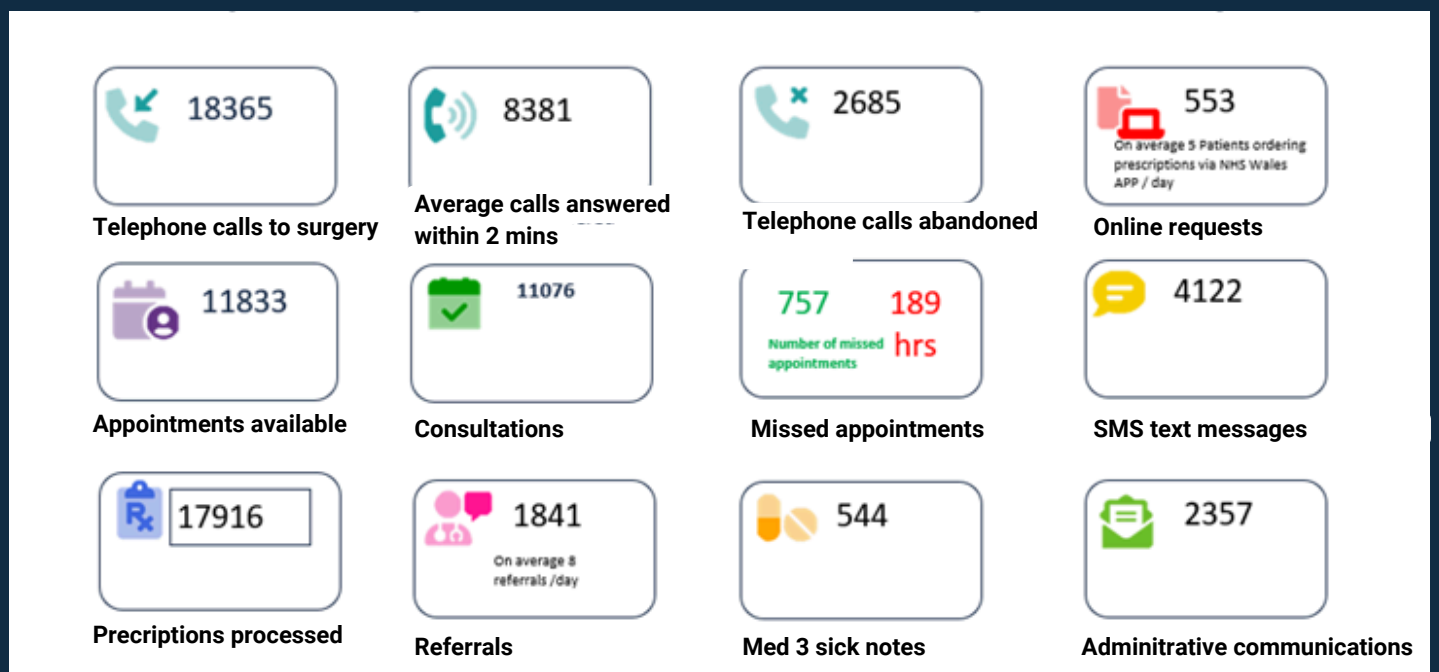 18365
8381
2685
553
On average 5 Patients ordering
prescriptions via NHS Wales
APP / day
Telephone calls to surgery
Average calls answered
within 2 mins
Telephone calls abandoned
Online requests
11833
11076
757
Number of missed
appointments
189
hrs
4122
Appointments available
Consultations
Missed appointments
SMS text messages
Rx
17916
1841
On average 8
referrals /day
544
2357
Precriptions processed
Referrals
Med 3 sick notes
Adminitrative communications